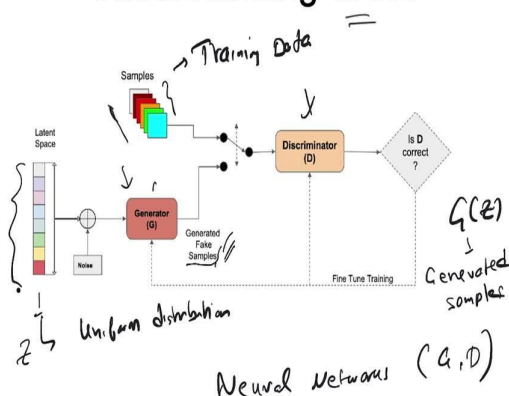 Training Data
Samples
Latent
Space
Discriminator
(D)
Is D
correct
?
Generator
(G)
Noise
Generated
Fake
Samples
Fine Tune Training
G(Z)
Generated
samples
Z
Uniform distribution
Neural Networks (G,D)